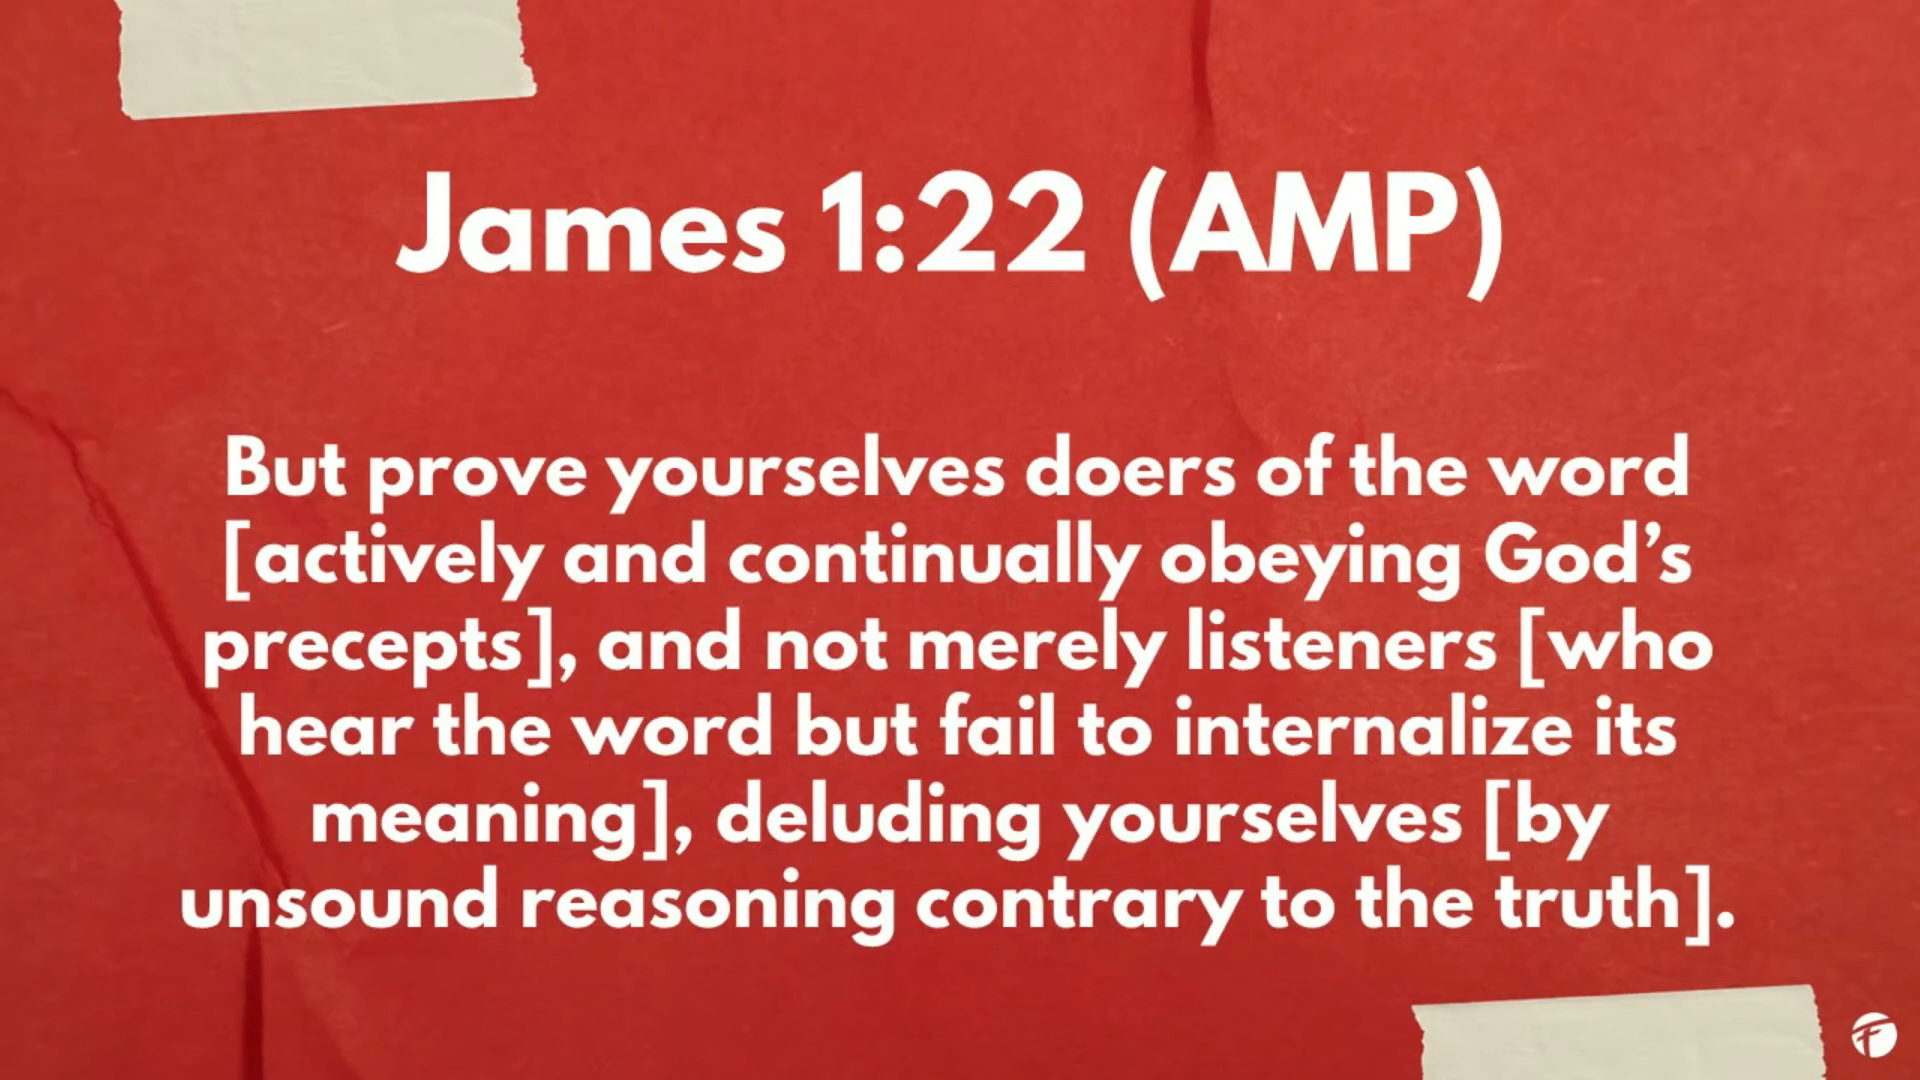 James 1:22 (AMP)
But prove yourselves doers of the word
[actively and continually obeying God’s
precepts], and not merely listeners [who
hear the word but fail to internalize its
meaning], deluding yourselves [by
unsound reasoning contrary to the truth].